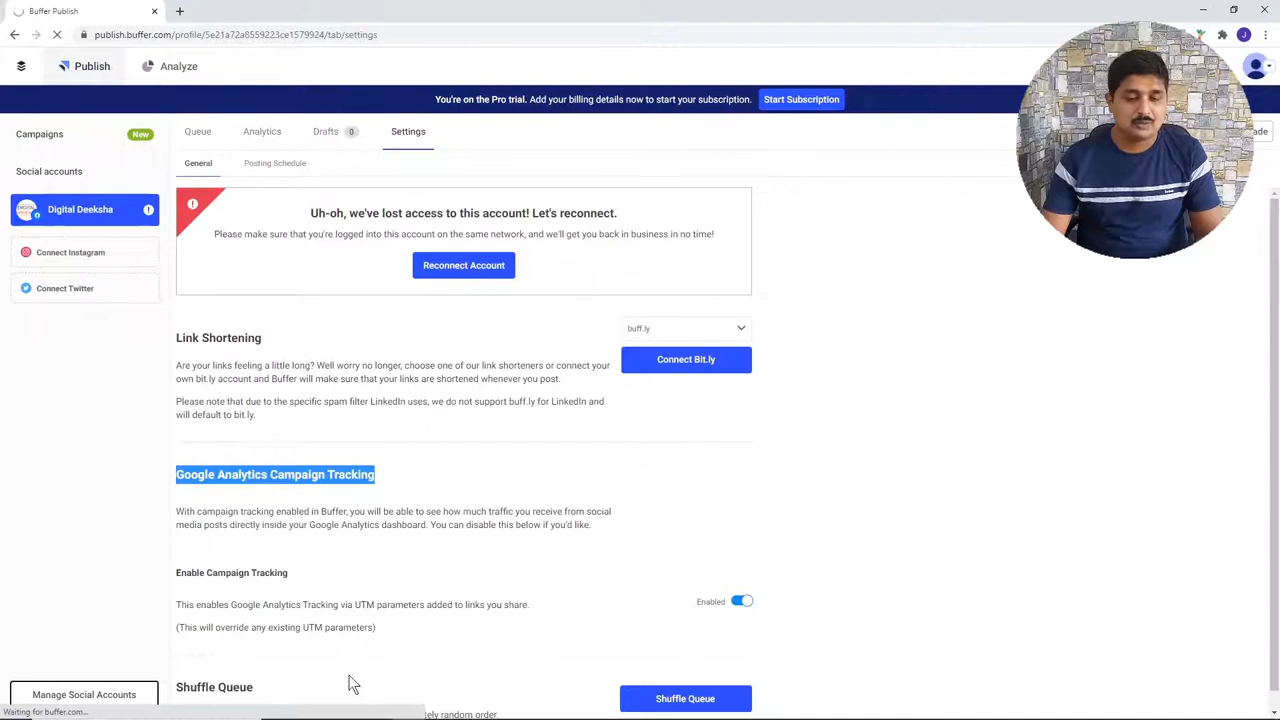 Buffer Publish
publish.buffer.com/profile/5e21a72a8559223ce1579924/tab/settings
J
Publish
Analyze
You're on the Pro trial. Add your billing details now to start your subscription.
Start Subscription
Campaigns
New
Queue
Analytics
Drafts
0
Settings
ade
Social accounts
General
Posting Schedule
Digital Deeksha
Connect Instagram
Connect Twitter
Uh-oh, we've lost access to this account! Let's reconnect.
Please make sure that you're logged into this account on the same network, and we'll get you back in business in no time!
Reconnect Account
Link Shortening
buff.ly
Connect Bit.ly
Are your links feeling a little long? Well worry no longer, choose one of our link shorteners or connect your
own bit.ly account and Buffer will make sure that your links are shortened whenever you post.
Please note that due to the specific spam filter LinkedIn uses, we do not support buff.ly for LinkedIn and
will default to bit.ly.
Google Analytics Campaign Tracking
With campaign tracking enabled in Buffer, you will be able to see how much traffic you receive from social
media posts directly inside your Google Analytics dashboard. You can disable this below if you'd like.
Enable Campaign Tracking
This enables Google Analytics Tracking via UTM parameters added to links you share.
Enabled
(This will override any existing UTM parameters)
Shuffle Queue
Shuffle Queue
Manage Social Accounts
Waiting for buffer.com...
tely random order.